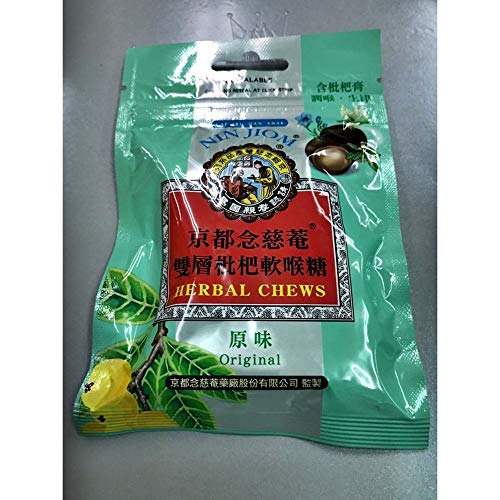 含枇杷膏
潤喉·生津
NIN JIOM
京都念慈菴®
雙層枇杷軟喉糖
HERBAL CHEWS
原味
Original
京都念慈菴藥廠股份有限公司 監製